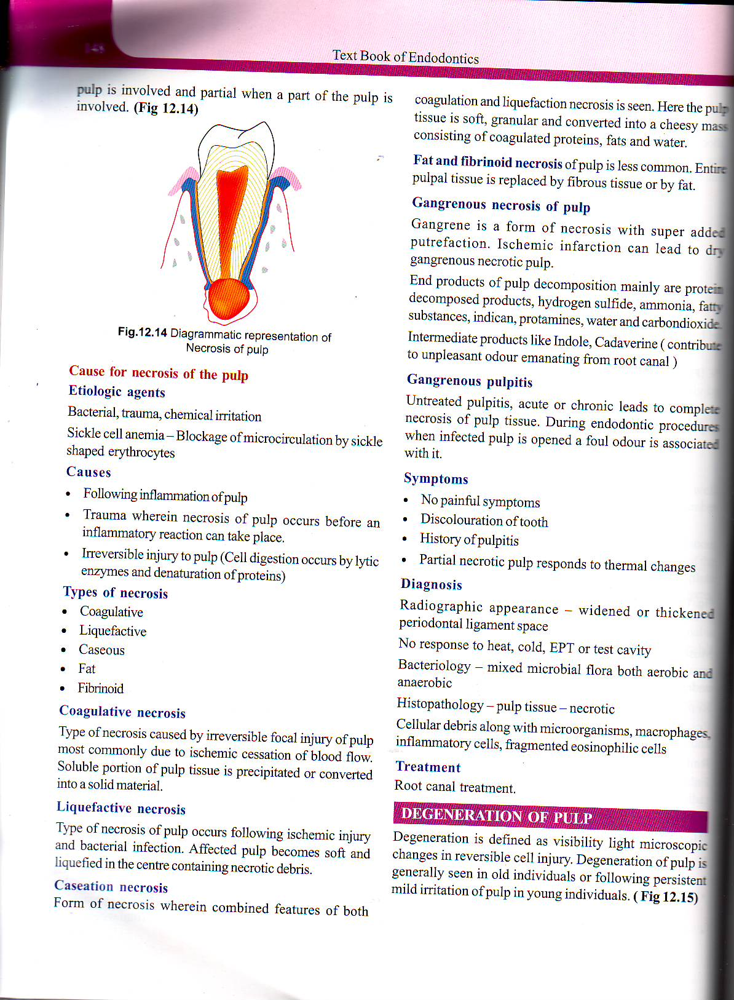 148
Text Book of Endodontics
pulp is involved and partial when a part of the pulp is
involved. (Fig 12.14)
Fig.12.14 Diagrammatic representation of
Necrosis of pulp
Cause for necrosis of the pulp
Etiologic agents
Bacterial, trauma, chemical irritation
Sickle cell anemia – Blockage of microcirculation by sickle
shaped erythrocytes
Causes
• Following inflammation of pulp
• Trauma wherein necrosis of pulp occurs before an
inflammatory reaction can take place.
• Irreversible injury to pulp (Cell digestion occurs by lytic
enzymes and denaturation of proteins)
Types of necrosis
• Coagulative
• Liquefactive
• Caseous
• Fat
• Fibrinoid
Coagulative necrosis
Type of necrosis caused by irreversible focal injury of pulp
most commonly due to ischemic cessation of blood flow.
Soluble portion of pulp tissue is precipitated or converted
into a solid material.
Liquefactive necrosis
Type of necrosis of pulp occurs following ischemic injury
and bacterial infection. Affected pulp becomes soft and
liquefied in the centre containing necrotic debris.
Caseation necrosis
Form of necrosis wherein combined features of both
coagulation and liquefaction necrosis is seen. Here the pulp
tissue is soft, granular and converted into a cheesy mass
consisting of coagulated proteins, fats and water.
Fat and fibrinoid necrosis of pulp is less common. Entire
pulpal tissue is replaced by fibrous tissue or by fat.
Gangrenous necrosis of pulp
Gangrene is a form of necrosis with super added
putrefaction. Ischemic infarction can lead to dry
gangrenous necrotic pulp.
End products of pulp decomposition mainly are protein
decomposed products, hydrogen sulfide, ammonia, fatty
substances, indican, protamines, water and carbondioxide.
Intermediate products like Indole, Cadaverine ( contribute
to unpleasant odour emanating from root canal )
Gangrenous pulpitis
Untreated pulpitis, acute or chronic leads to complete
necrosis of pulp tissue. During endodontic procedures
when infected pulp is opened a foul odour is associated
with it.
Symptoms
• No painful symptoms
• Discolouration of tooth
• History of pulpitis
• Partial necrotic pulp responds to thermal changes
Diagnosis
Radiographic appearance – widened or thickened
periodontal ligament space
No response to heat, cold, EPT or test cavity
Bacteriology – mixed microbial flora both aerobic and
anaerobic
Histopathology – pulp tissue – necrotic
Cellular debris along with microorganisms, macrophages,
inflammatory cells, fragmented eosinophilic cells
Treatment
Root canal treatment.
DEGENERATION OF PULP
Degeneration is defined as visibility light microscopic
changes in reversible cell injury. Degeneration of pulp is
generally seen in old individuals or following persistent
mild irritation of pulp in young individuals. ( Fig 12.15)